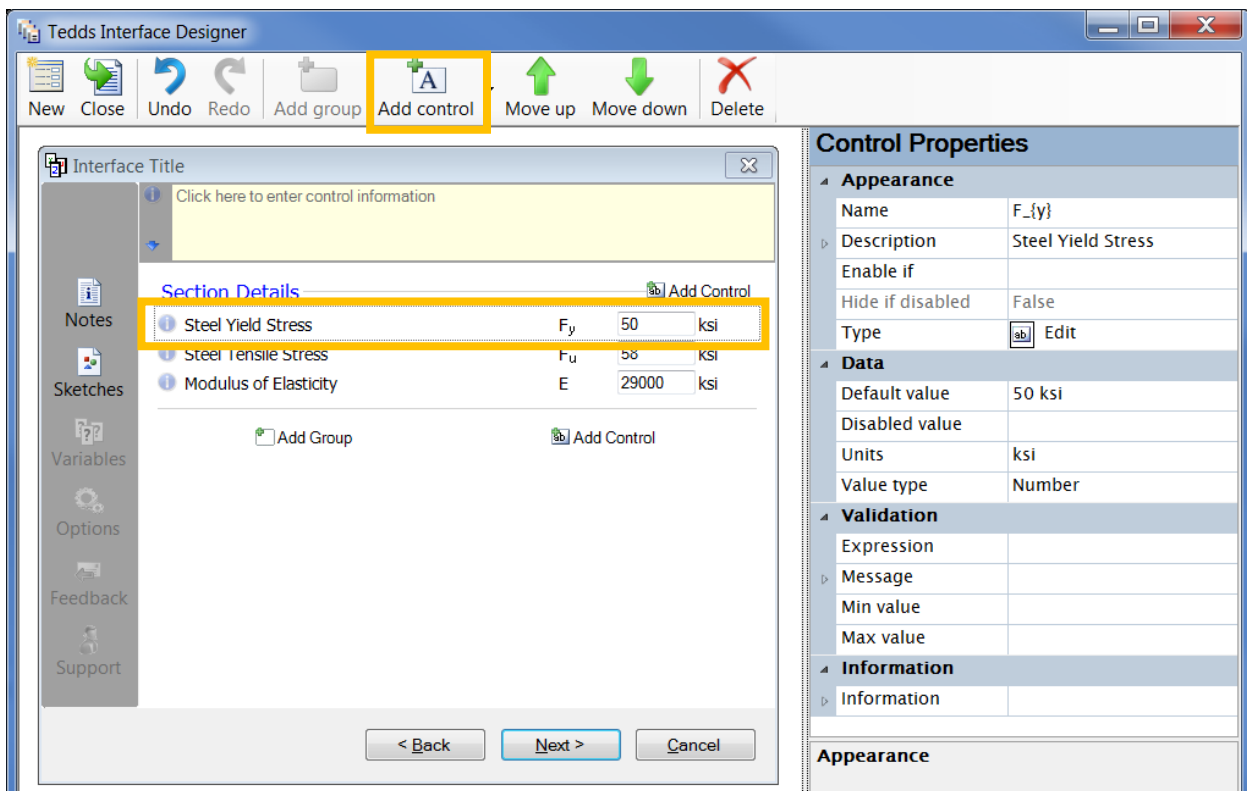 Tedds Interface Designer
New Close Undo Redo Add group A Add control Move up Move down Delete
Interface Title
Click here to enter control information
Notes
Sketches
Variables
Options
Feedback
Support
Section Details Add Control
Steel Yield Stress Fy 50 ksi
Steel Tensile Stress Fu 58 ksi
Modulus of Elasticity E 29000 ksi
Add Group Add Control
< Back Next > Cancel
Control Properties
Appearance
Name F_{y}
Description Steel Yield Stress
Enable if
Hide if disabled False
Type ab Edit
Data
Default value 50 ksi
Disabled value
Units ksi
Value type Number
Validation
Expression
Message
Min value
Max value
Information
Information
Appearance